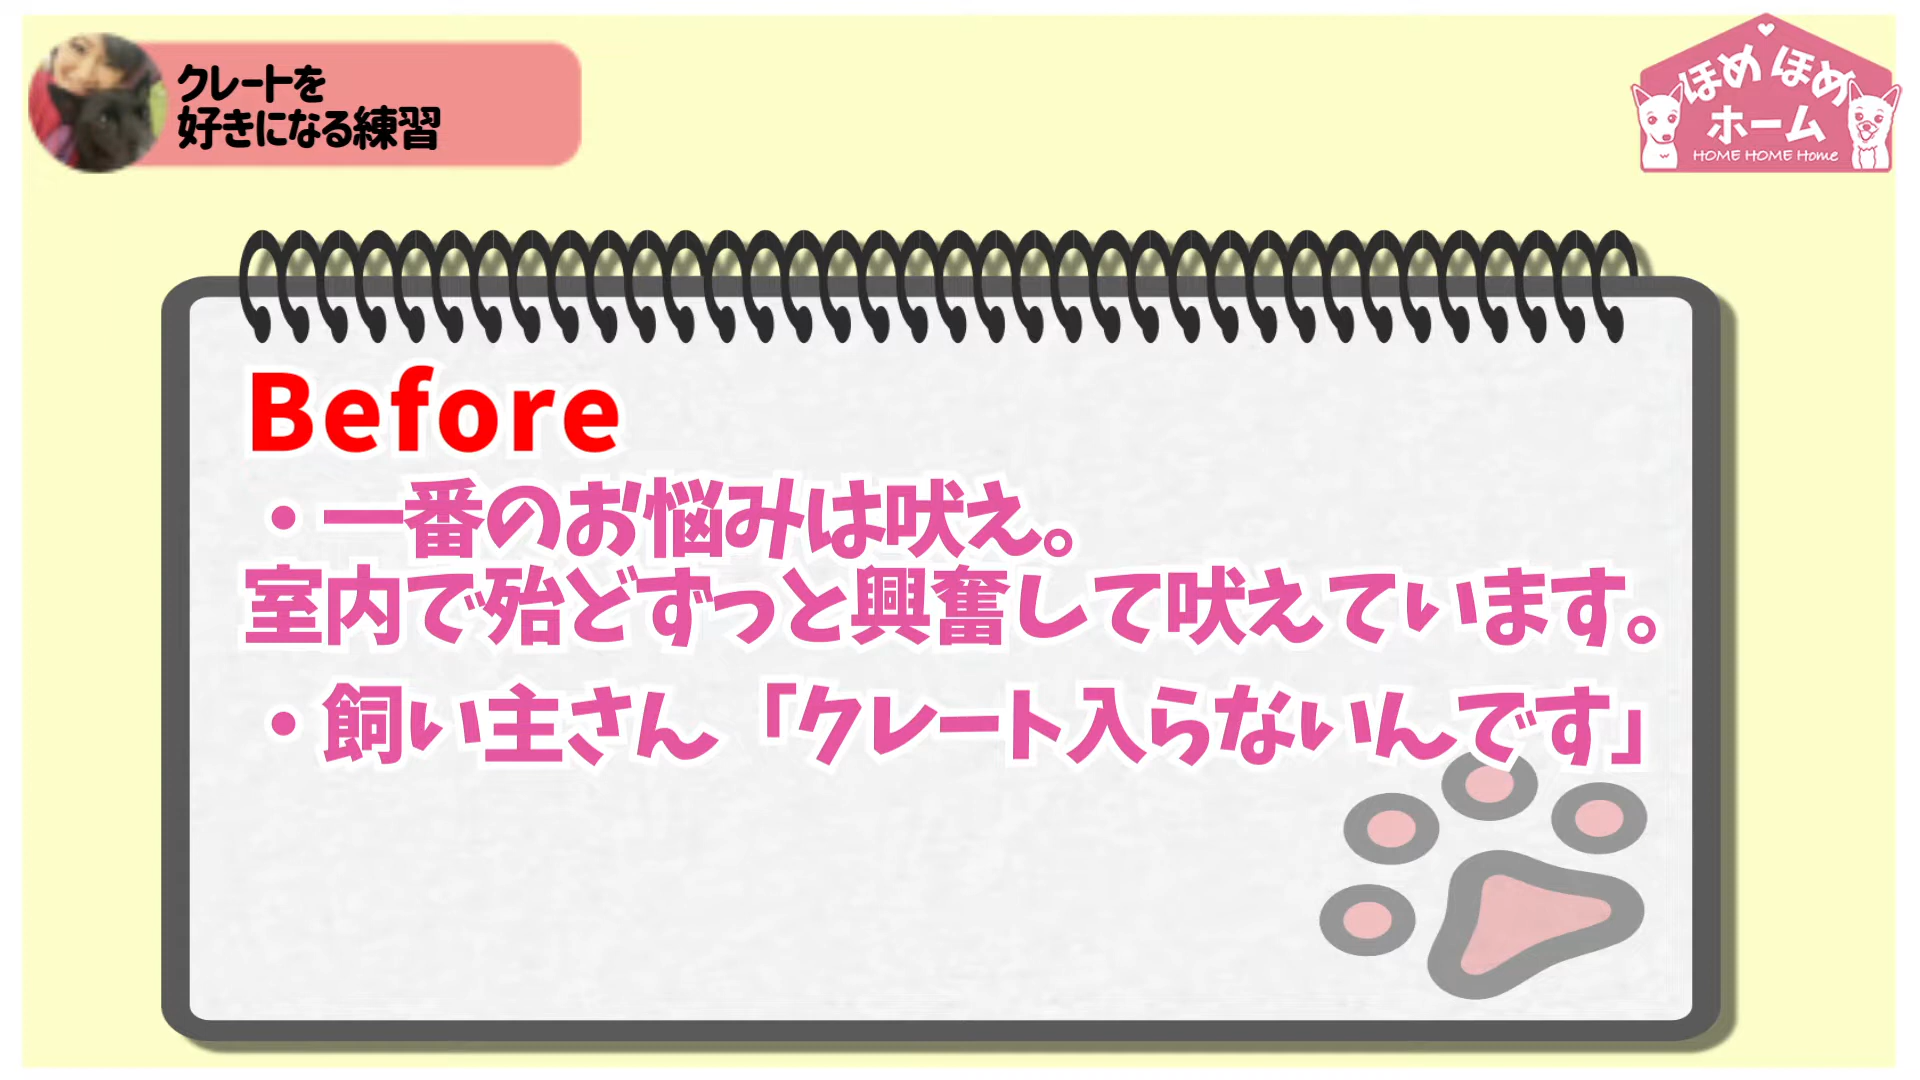 クレートを
好きになる練習
ほめほめ
ホーム
HOME HOME Home
Before
・一番のお悩みは吠え。
室内で殆どずっと興奮して吠えています。
・飼い主さん「クレート入らないんです」